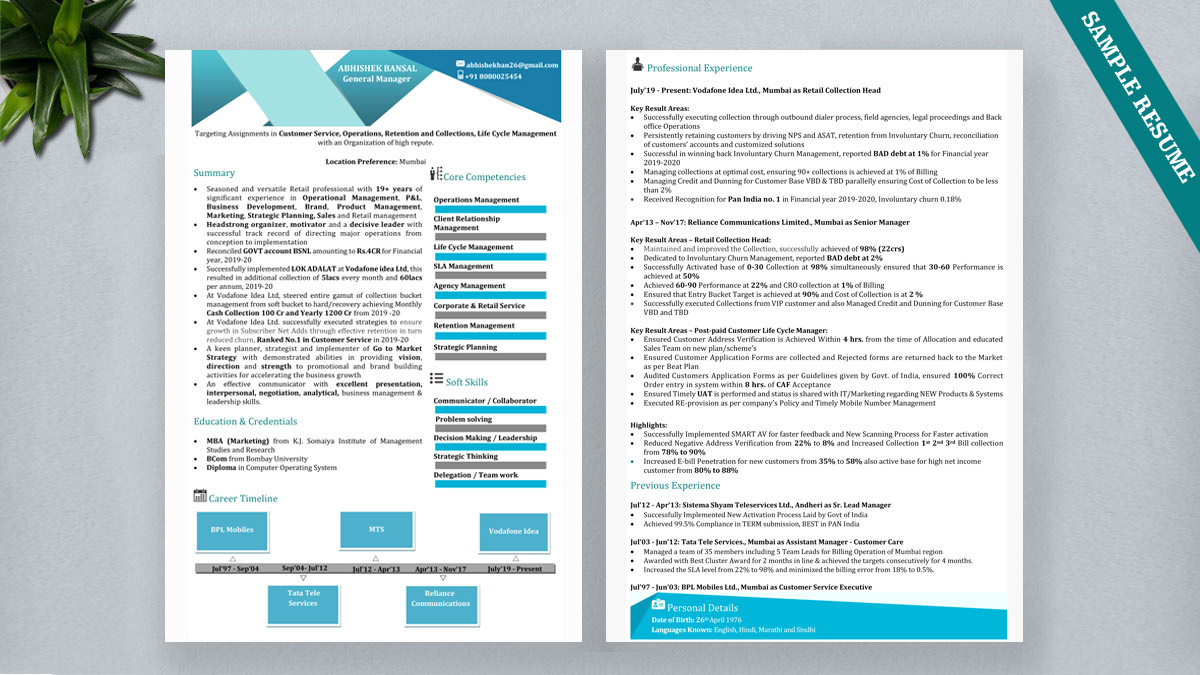 SAMPLE RESUME
ABHISHEK BANSAL
General Manager
abhishekban26@gmail.com
+91 8080025454
Targeting Assignments in Customer Service, Operations, Retention and Collections, Life Cycle Management
with an Organization of high repute.
Location Preference: Mumbai
Summary
• Seasoned and versatile Retail professional with 19+ years of
significant experience in Operational Management, P&L,
Business Development, Brand, Product Management,
Marketing, Strategic Planning, Sales and Retail management
• Headstrong organizer, motivator and a decisive leader with
successful track record of directing major operations from
conception to implementation
• Reconciled GOVT account BSNL amounting to Rs.4CR for Financial
year, 2019-20
• Successfully implemented LOK ADALAT at Vodafone idea Ltd, this
resulted in additional collection of 5lacs every month and 60lacs
per annum, 2019-20
• At Vodafone Idea Ltd, steered entire gamut of collection bucket
management from soft bucket to hard/recovery achieving Monthly
Cash Collection 100 Cr and Yearly 1200 Cr from 2019 -20
• At Vodafone Idea Ltd. successfully executed strategies to ensure
growth in Subscriber Net Adds through effective retention in turn
reduced churn, Ranked No.1 in Customer Service in 2019-20
• A keen planner, strategist and implementer of Go to Market
Strategy with demonstrated abilities in providing vision,
direction and strength to promotional and brand building
activities for accelerating the business growth
• An effective communicator with excellent presentation,
interpersonal, negotiation, analytical, business management &
leadership skills.
Education & Credentials
• MBA (Marketing) from K.J. Somaiya Institute of Management
Studies and Research
• BCom from Bombay University
• Diploma in Computer Operating System
Core Competencies
Operations Management
Client Relationship
Management
Life Cycle Management
SLA Management
Agency Management
Corporate & Retail Service
Retention Management
Strategic Planning
Soft Skills
Communicator / Collaborator
Problem solving
Decision Making / Leadership
Strategic Thinking
Delegation / Team work
Career Timeline
BPL Mobiles
MTS
Vodafone Idea
Jul'97 - Sep'04
Sep'04- Jul'12
Jul'12 - Apr'13
Apr'13 - Nov'17
July'19 - Present
Tata Tele
Services
Reliance
Communications
Professional Experience
July'19 - Present: Vodafone Idea Ltd., Mumbai as Retail Collection Head
Key Result Areas:
• Successfully executing collection through outbound dialer process, field agencies, legal proceedings and Back
office Operations
• Persistently retaining customers by driving NPS and ASAT, retention from Involuntary Churn, reconciliation
of customers' accounts and customized solutions
• Successful in winning back Involuntary Churn Management, reported BAD debt at 1% for Financial year
2019-2020
• Managing collections at optimal cost, ensuring 90+ collections is achieved at 1% of Billing
• Managing Credit and Dunning for Customer Base VBD & TBD parallelly ensuring Cost of Collection to be less
than 2%
• Received Recognition for Pan India no. 1 in Financial year 2019-2020, Involuntary churn 0.18%
Apr'13 – Nov'17: Reliance Communications Limited., Mumbai as Senior Manager
Key Result Areas – Retail Collection Head:
• Maintained and improved the Collection, successfully achieved of 98% (22crs)
• Dedicated to Involuntary Churn Management, reported BAD debt at 2%
• Successfully Activated base of 0-30 Collection at 98% simultaneously ensured that 30-60 Performance is
achieved at 50%
• Achieved 60-90 Performance at 22% and CRO collection at 1% of Billing
• Ensured that Entry Bucket Target is achieved at 90% and Cost of Collection is at 2 %
• Successfully executed Collections from VIP customer and also Managed Credit and Dunning for Customer Base
VBD and TBD
Key Result Areas – Post-paid Customer Life Cycle Manager:
• Ensured Customer Address Verification is Achieved Within 4 hrs. from the time of Allocation and educated
Sales Team on new plan/scheme's
• Ensured Customer Application Forms are collected and Rejected forms are returned back to the Market
as per Beat Plan
• Audited Customers Application Forms as per Guidelines given by Govt. of India, ensured 100% Correct
Order entry in system within 8 hrs. of CAF Acceptance
• Ensured Timely UAT is performed and status is shared with IT/Marketing regarding NEW Products & Systems
• Executed RE-provision as per company's Policy and Timely Mobile Number Management
Highlights:
• Successfully Implemented SMART AV for faster feedback and New Scanning Process for Faster activation
• Reduced Negative Address Verification from 22% to 8% and Increased Collection 1st 2nd 3rd Bill collection
from 78% to 90%
• Increased E-bill Penetration for new customers from 35% to 58% also active base for high net income
customer from 80% to 88%
Previous Experience
Jul'12 - Apr'13: Sistema Shyam Teleservices Ltd., Andheri as Sr. Lead Manager
• Successfully Implemented New Activation Process Laid by Govt of India
• Achieved 99.5% Compliance in TERM submission, BEST in PAN India
Jul'03 - Jun'12: Tata Tele Services., Mumbai as Assistant Manager - Customer Care
• Managed a team of 35 members including 5 Team Leads for Billing Operation of Mumbai region
• Awarded with Best Cluster Award for 2 months in line & achieved the targets consecutively for 4 months.
• Increased the SLA level from 22% to 98% and minimized the billing error from 18% to 0.5%.
Jul'97 - Jun'03: BPL Mobiles Ltd., Mumbai as Customer Service Executive
Personal Details
Date of Birth: 26th April 1976
Languages Known: English, Hindi, Marathi and Sindhi